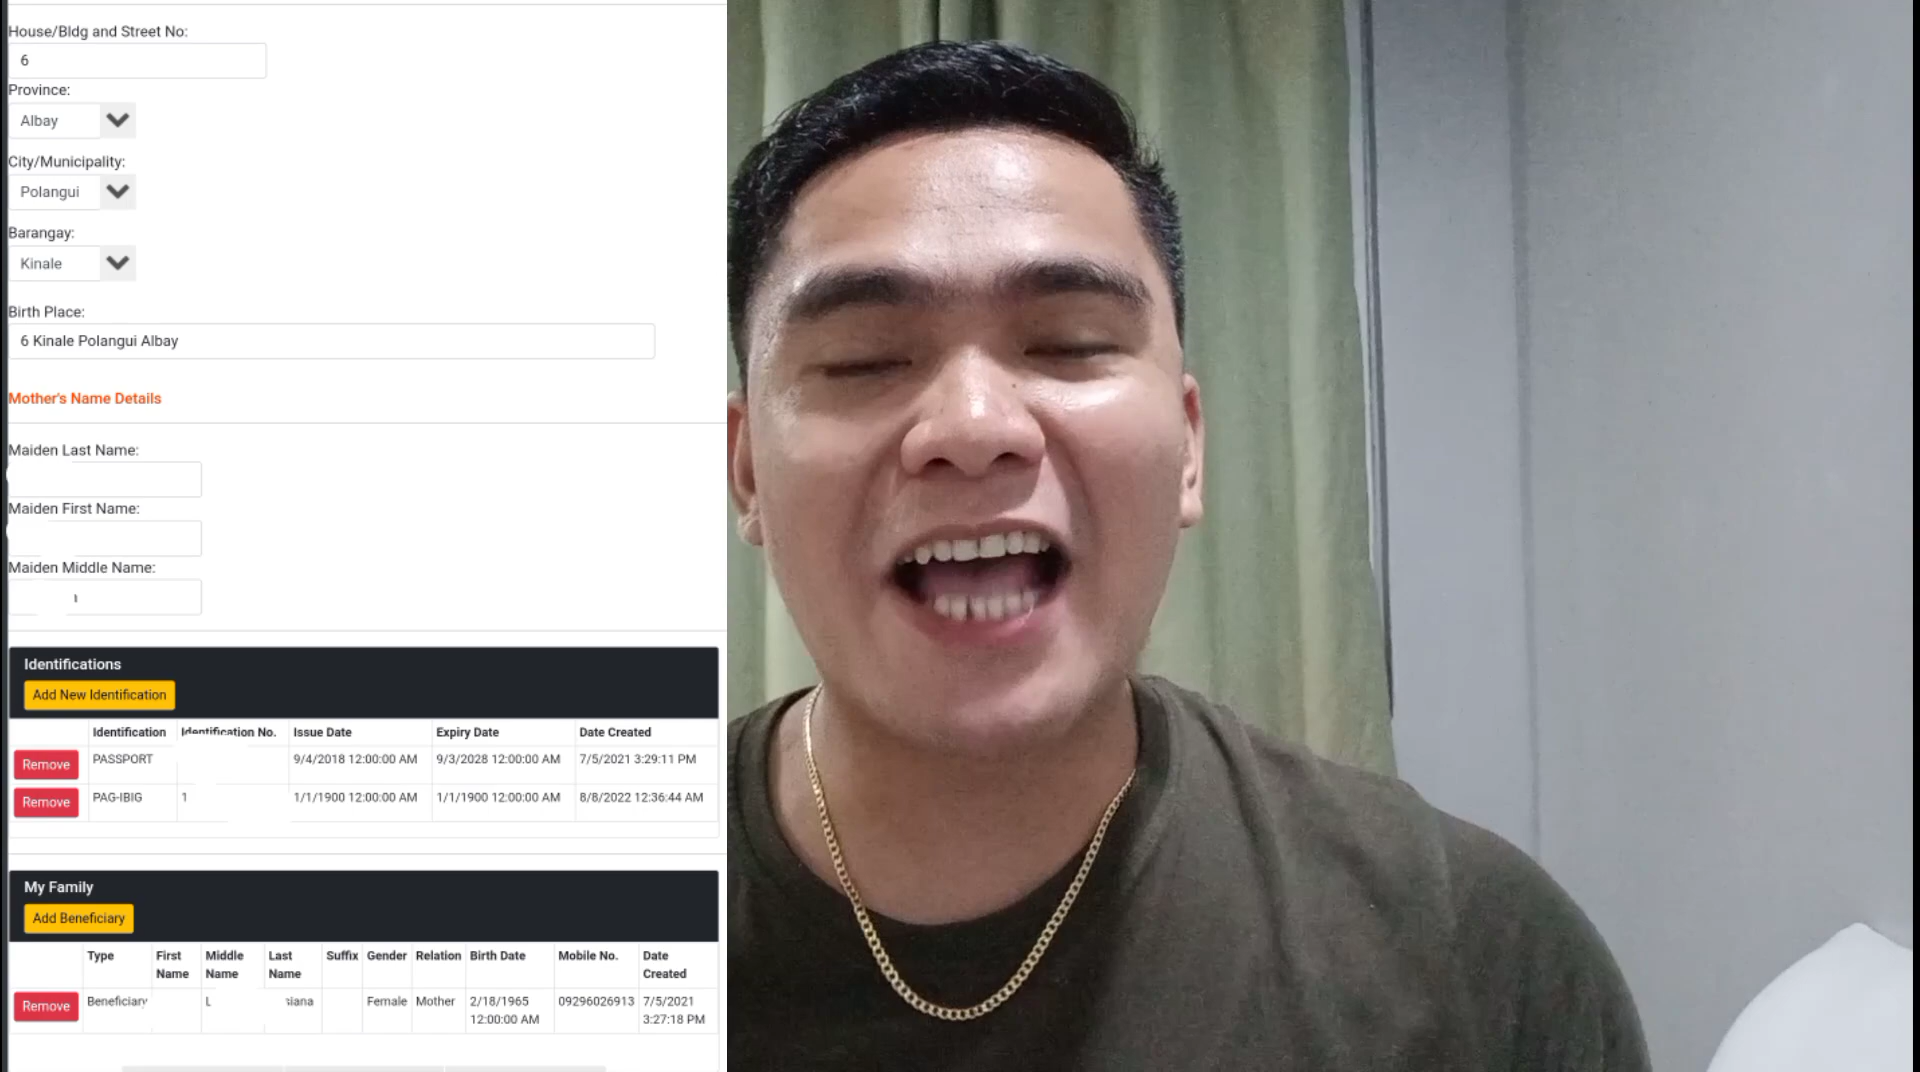 House/Bldg and Street No:
6
Province:
Albay
City/Municipality:
Polangui
Barangay:
Kinale
Birth Place:
6 Kinale Polangui Albay
Mother's Name Details
Maiden Last Name:
Maiden First Name:
Maiden Middle Name:
Identifications
Add New Identification
Identification Identification No. Issue Date Expiry Date Date Created
Remove PASSPORT 9/4/2018 12:00:00 AM 9/3/2028 12:00:00 AM 7/5/2021 3:29:11 PM
Remove PAG-IBIG 1 1/1/1900 12:00:00 AM 1/1/1900 12:00:00 AM 8/8/2022 12:36:44 AM
My Family
Add Beneficiary
Type First Middle Last Suffix Gender Relation Birth Date Mobile No. Date
Name Name Name Created
Remove Beneficiary L Female Mother 2/18/1965 09296026913 7/5/2021
12:00:00 AM 3:27:18 PM